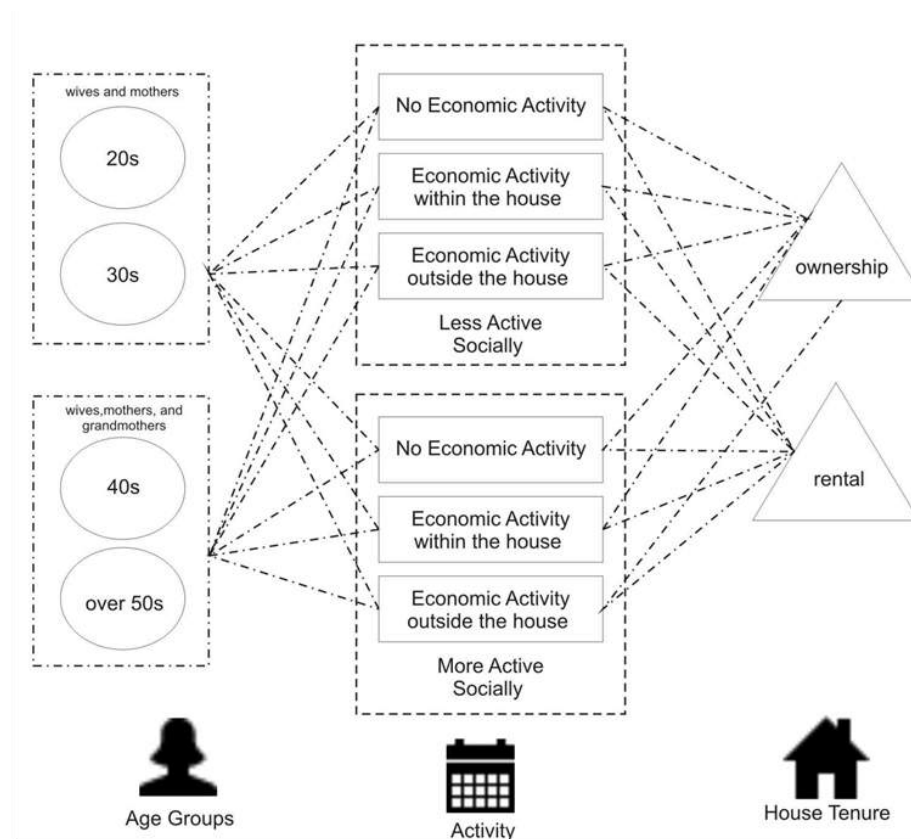 wives and mothers
20s
30s
wives,mothers, and
grandmothers
40s
over 50s
No Economic Activity
Economic Activity
within the house
Economic Activity
outside the house
Less Active
Socially
No Economic Activity
Economic Activity
within the house
Economic Activity
outside the house
More Active
Socially
ownership
rental
Age Groups
Activity
House Tenure